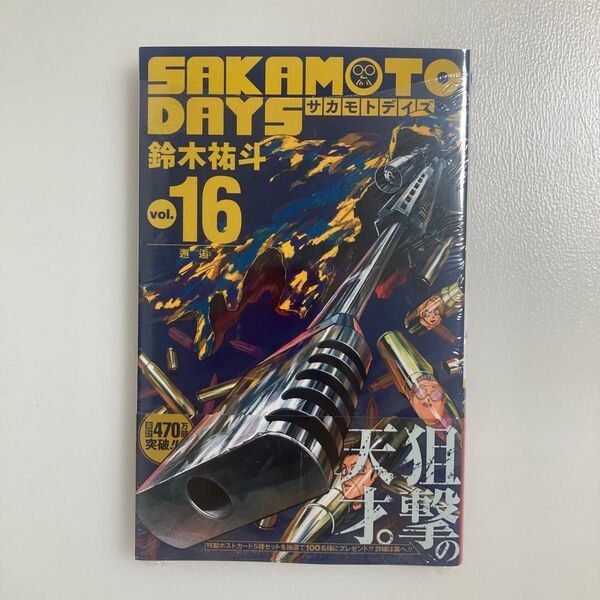 SAKAMOTO
DAYS サカモトデイズ
鈴木祐斗
vol.16
邂逅
累計470万部
突破!!
狙撃の
天才。
特製ポストカード5種セットを抽選で100名様にプレゼント!! 詳細は裏へ!!